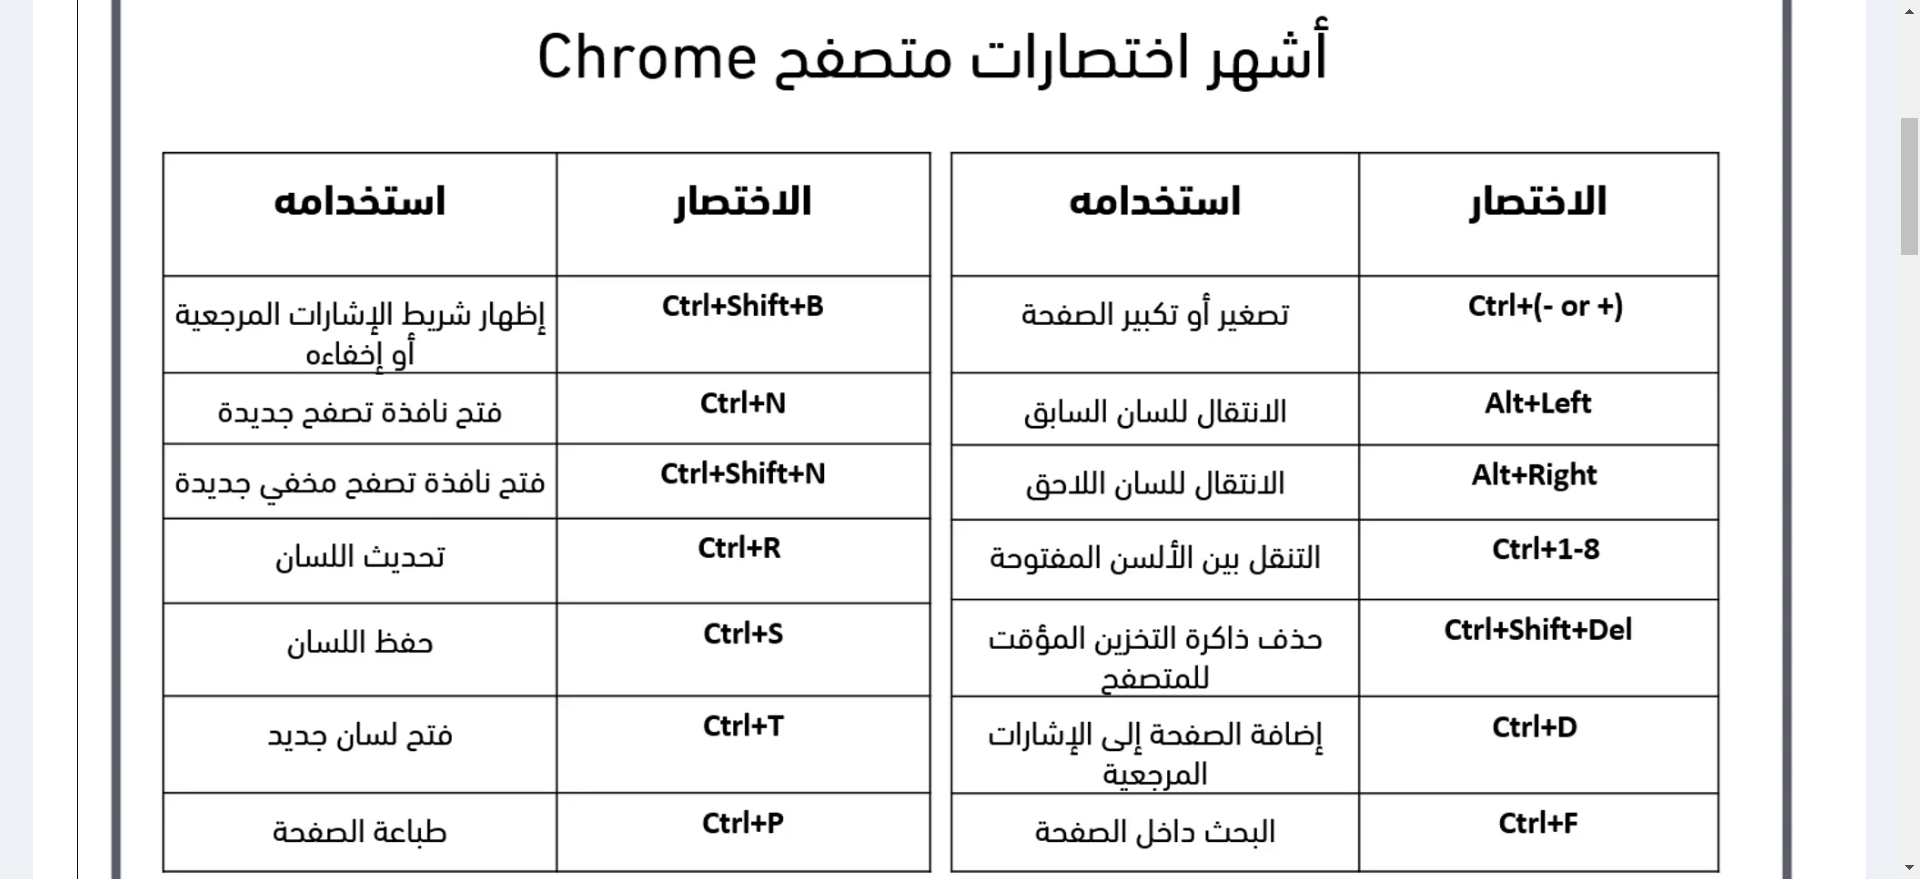 أشهر اختصارات متصفح Chrome
الاختصار
استخدامه
Ctrl+(- or +)
تصغير أو تكبير الصفحة
Alt+Left
الانتقال للسان السابق
Alt+Right
الانتقال للسان اللاحق
Ctrl+1-8
التنقل بين الألسن المفتوحة
Ctrl+Shift+Del
حذف ذاكرة التخزين المؤقت
للمتصفح
Ctrl+D
إضافة الصفحة إلى الإشارات
المرجعية
Ctrl+F
البحث داخل الصفحة
الاختصار
استخدامه
Ctrl+Shift+B
إظهار شريط الإشارات المرجعية
أو إخفاءه
Ctrl+N
فتح نافذة تصفح جديدة
Ctrl+Shift+N
فتح نافذة تصفح مخفي جديدة
Ctrl+R
تحديث اللسان
Ctrl+S
حفظ اللسان
Ctrl+T
فتح لسان جديد
Ctrl+P
طباعة الصفحة